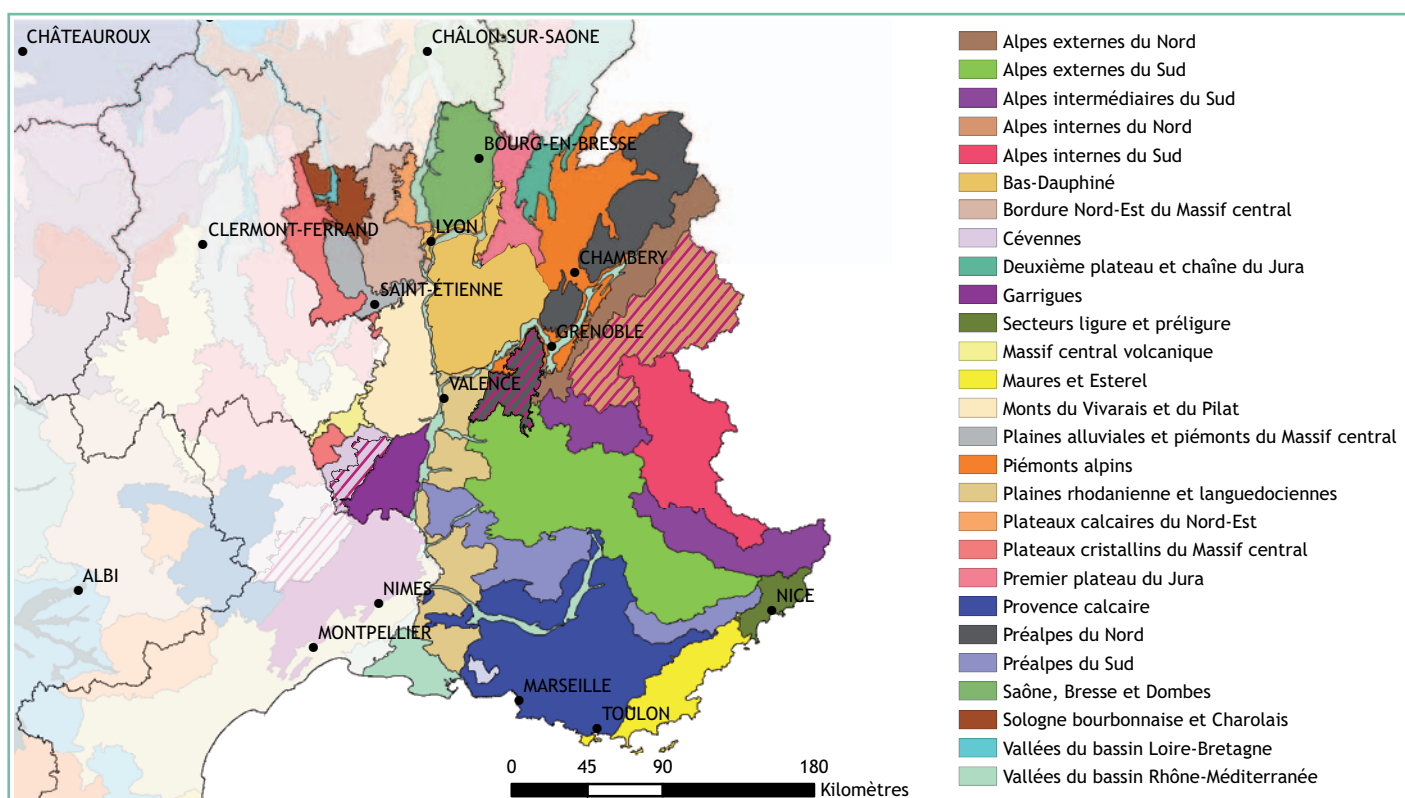 CHÂTEAUROUX
CHÂLON-SUR-SAONE
BOURG-EN-BRESSE
CLERMONT-FERRAND
LYON
CHAMBERY
SAINT-ÉTIENNE
GRENOBLE
VALENCE
ALBI
NIMES
NICE
MONTPELLIER
MARSEILLE
TOULON
0 45 90 180
Kilomètres
Alpes externes du Nord
Alpes externes du Sud
Alpes intermédiaires du Sud
Alpes internes du Nord
Alpes internes du Sud
Bas-Dauphiné
Bordure Nord-Est du Massif central
Cévennes
Deuxième plateau et chaîne du Jura
Garrigues
Secteurs ligure et préligure
Massif central volcanique
Maures et Esterel
Monts du Vivarais et du Pilat
Plaines alluviales et piémonts du Massif central
Piémonts alpins
Plaines rhodanienne et languedociennes
Plateaux calcaires du Nord-Est
Plateaux cristallins du Massif central
Premier plateau du Jura
Provence calcaire
Préalpes du Nord
Préalpes du Sud
Saône, Bresse et Dombes
Sologne bourbonnaise et Charolais
Vallées du bassin Loire-Bretagne
Vallées du bassin Rhône-Méditerranée